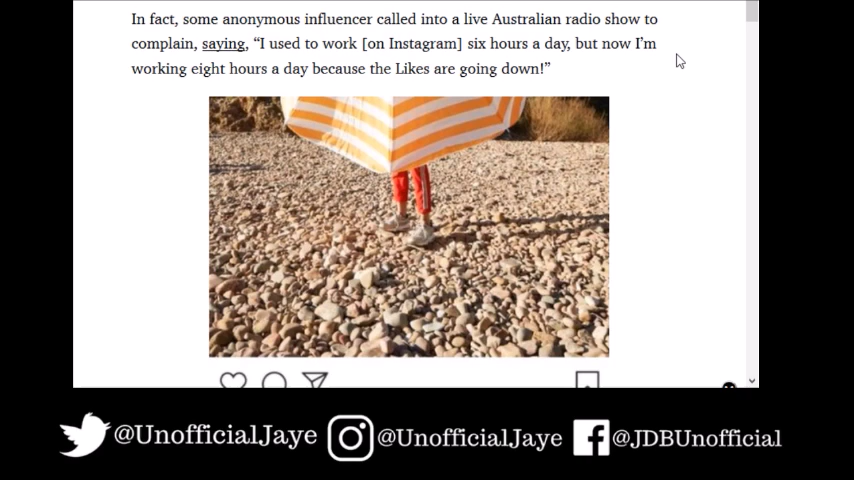 In fact, some anonymous influencer called into a live Australian radio show to
complain, saying, “I used to work [on Instagram] six hours a day, but now I’m
working eight hours a day because the Likes are going down!”
@UnofficialJaye @UnofficialJaye @JDBUnofficial